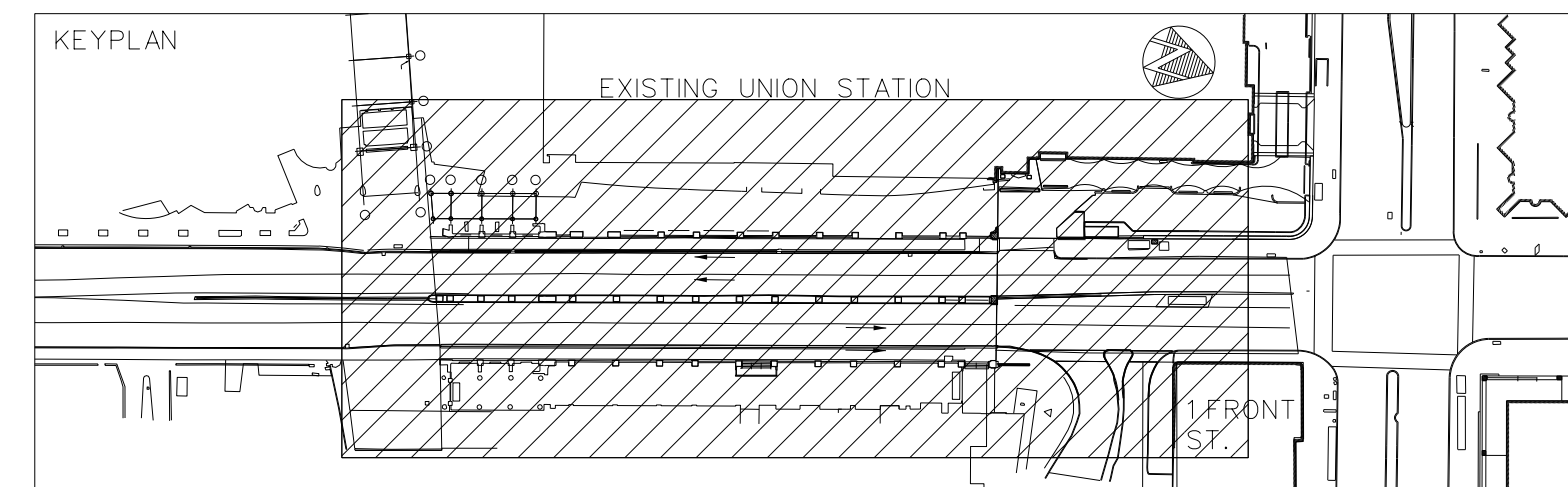 KEYPLAN
EXISTING UNION STATION
1 FRONT
ST.